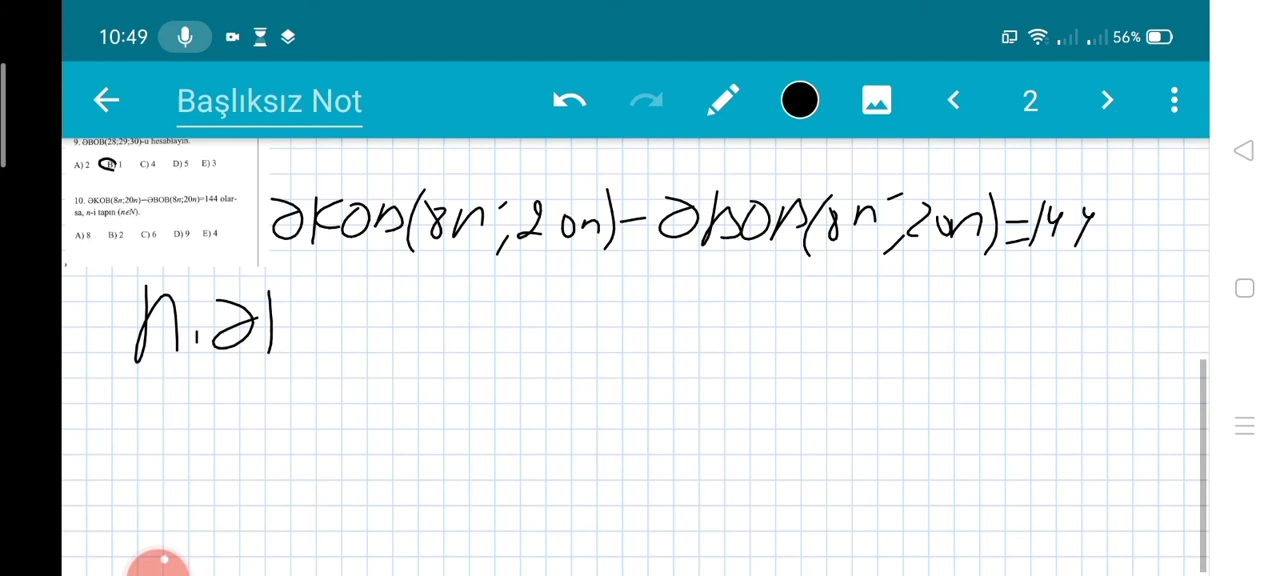 10:49
56%
Başlıksız Not
2
9. ƏBOB(28;29;30)-u hesablayın.
A) 2 B) 1 C) 4 D) 5 E) 3
10. ƏKOB(8n;20n)−ƏBOB(8n;20n)=144 olar-
sa, n-i tapın (n∈N).
A) 8 B) 2 C) 6 D) 9 E) 4
ƏKOB(8n;20n)−ƏBOB(8n;20n)=144
n.ə